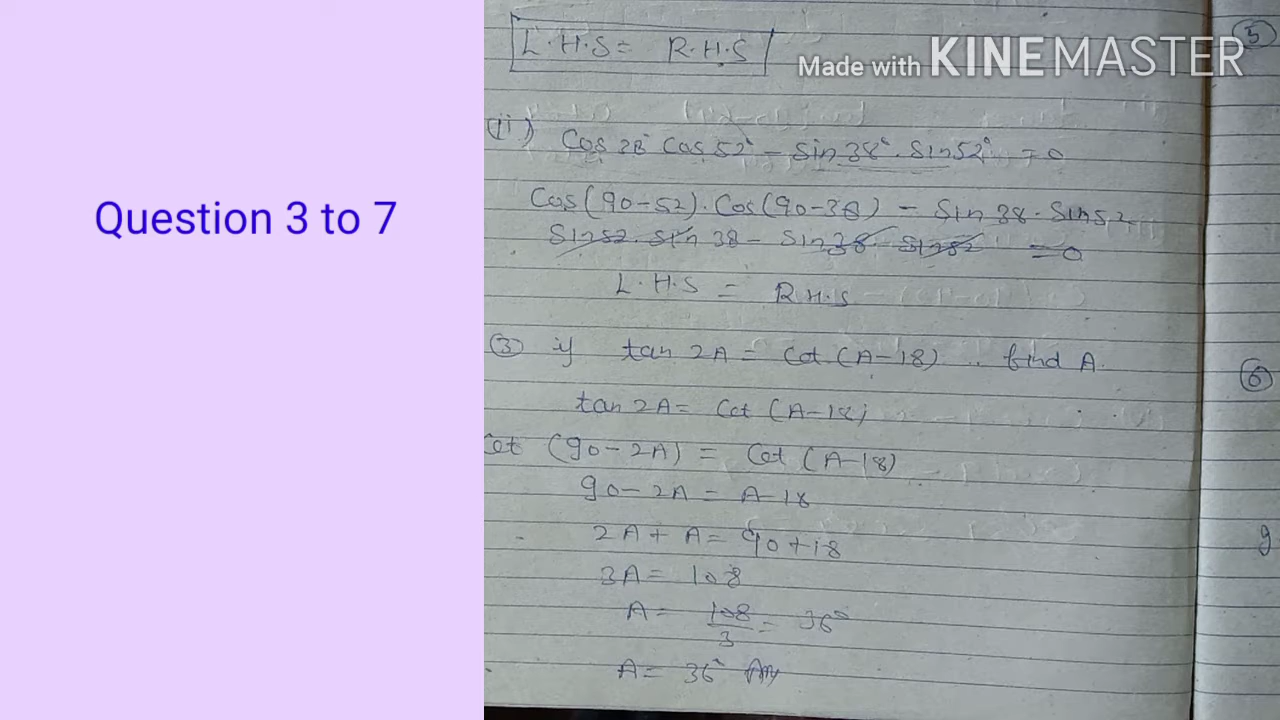 Question 3 to 7
Made with KINEMASTER
L.H.S = R.H.S
5
(ii) Cos 38° Cos 52° - Sin 38°. Sin 52° = 0
Cos (90-52). Cos (90-38) - Sin 38. Sin 52
Sin 52. Sin 38 - Sin 38. Sin 52 = 0
L.H.S = R.H.S
3 if tan 2A = Cot (A-18). find A.
6
tan 2A = Cot (A-18)
Cot (90-2A) = Cot (A-18)
90-2A = A-18
2A + A = 90+18
9
3A = 108
A = 108/3 = 36°
A = 36° Ans